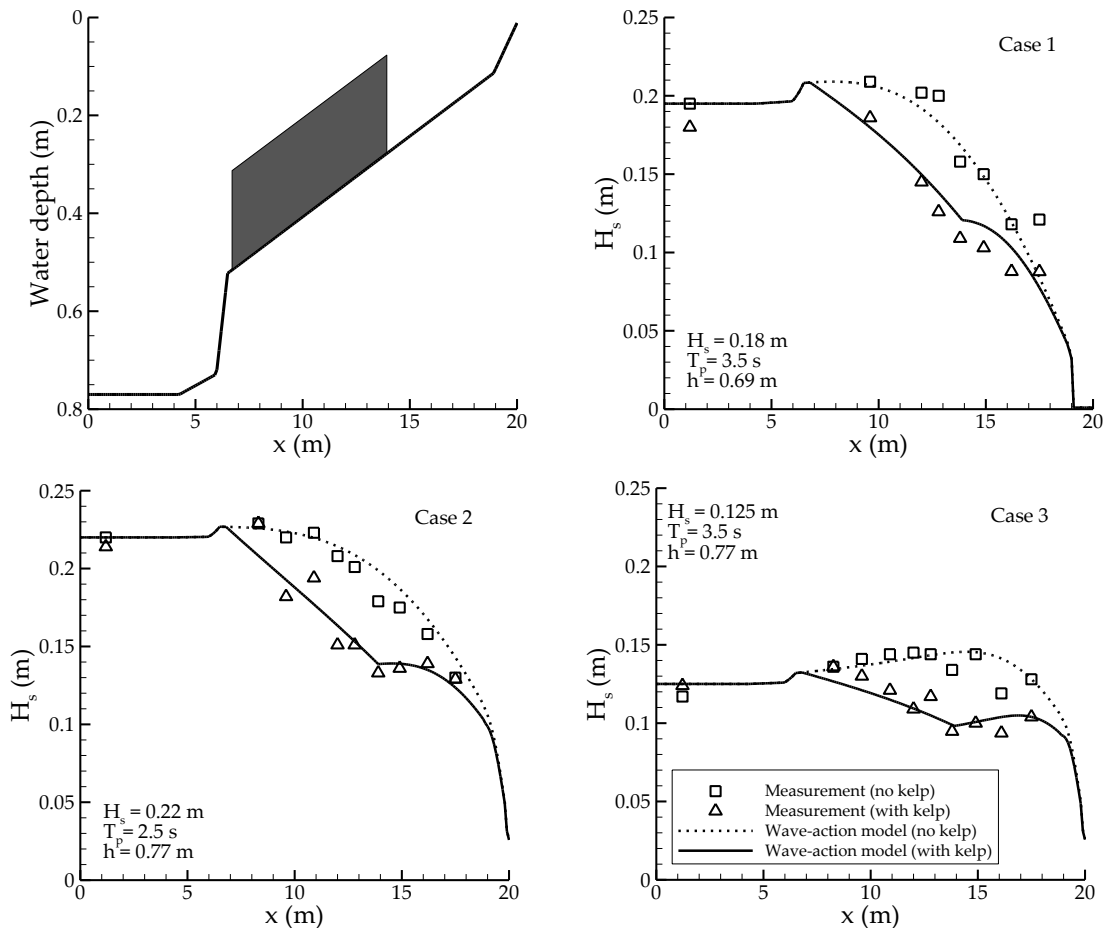 0
0.2
0.4
0.6
0.8
Water depth (m)
0 5 10 15 20
x (m)
Case 1
0.25
0.2
0.15
0.1
0.05
0
H_s (m)
H_s = 0.18 m
T_p = 3.5 s
h = 0.69 m
0 5 10 15 20
x (m)
Case 2
0.25
0.2
0.15
0.1
0.05
0
H_s (m)
H_s = 0.22 m
T_p = 2.5 s
h = 0.77 m
0 5 10 15 20
x (m)
H_s = 0.125 m
T_p = 3.5 s
h = 0.77 m
Case 3
0.25
0.2
0.15
0.1
0.05
0
H_s (m)
Measurement (no kelp)
Measurement (with kelp)
Wave-action model (no kelp)
Wave-action model (with kelp)
0 5 10 15 20
x (m)